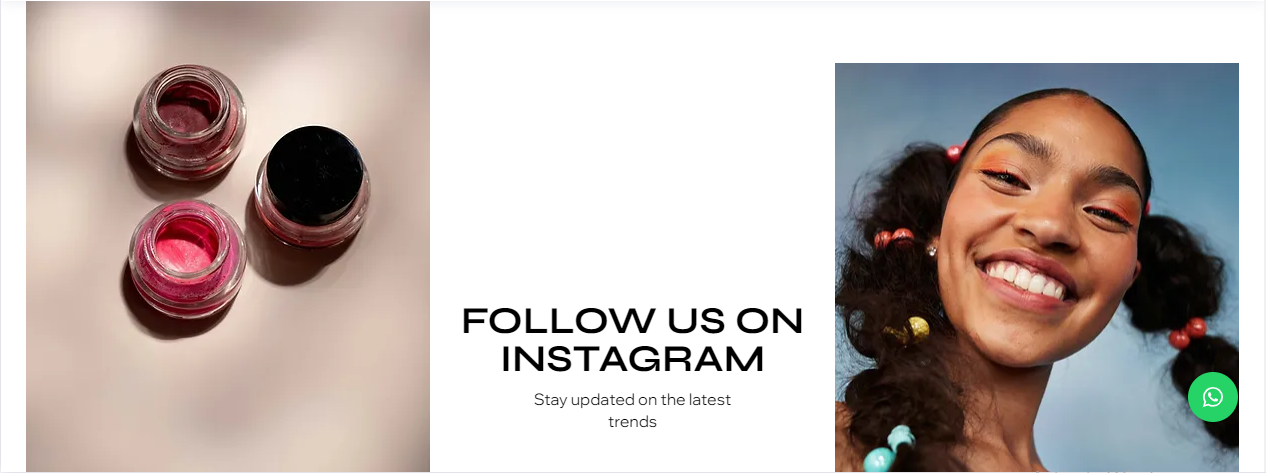 FOLLOW US ON
INSTAGRAM
Stay updated on the latest
trends